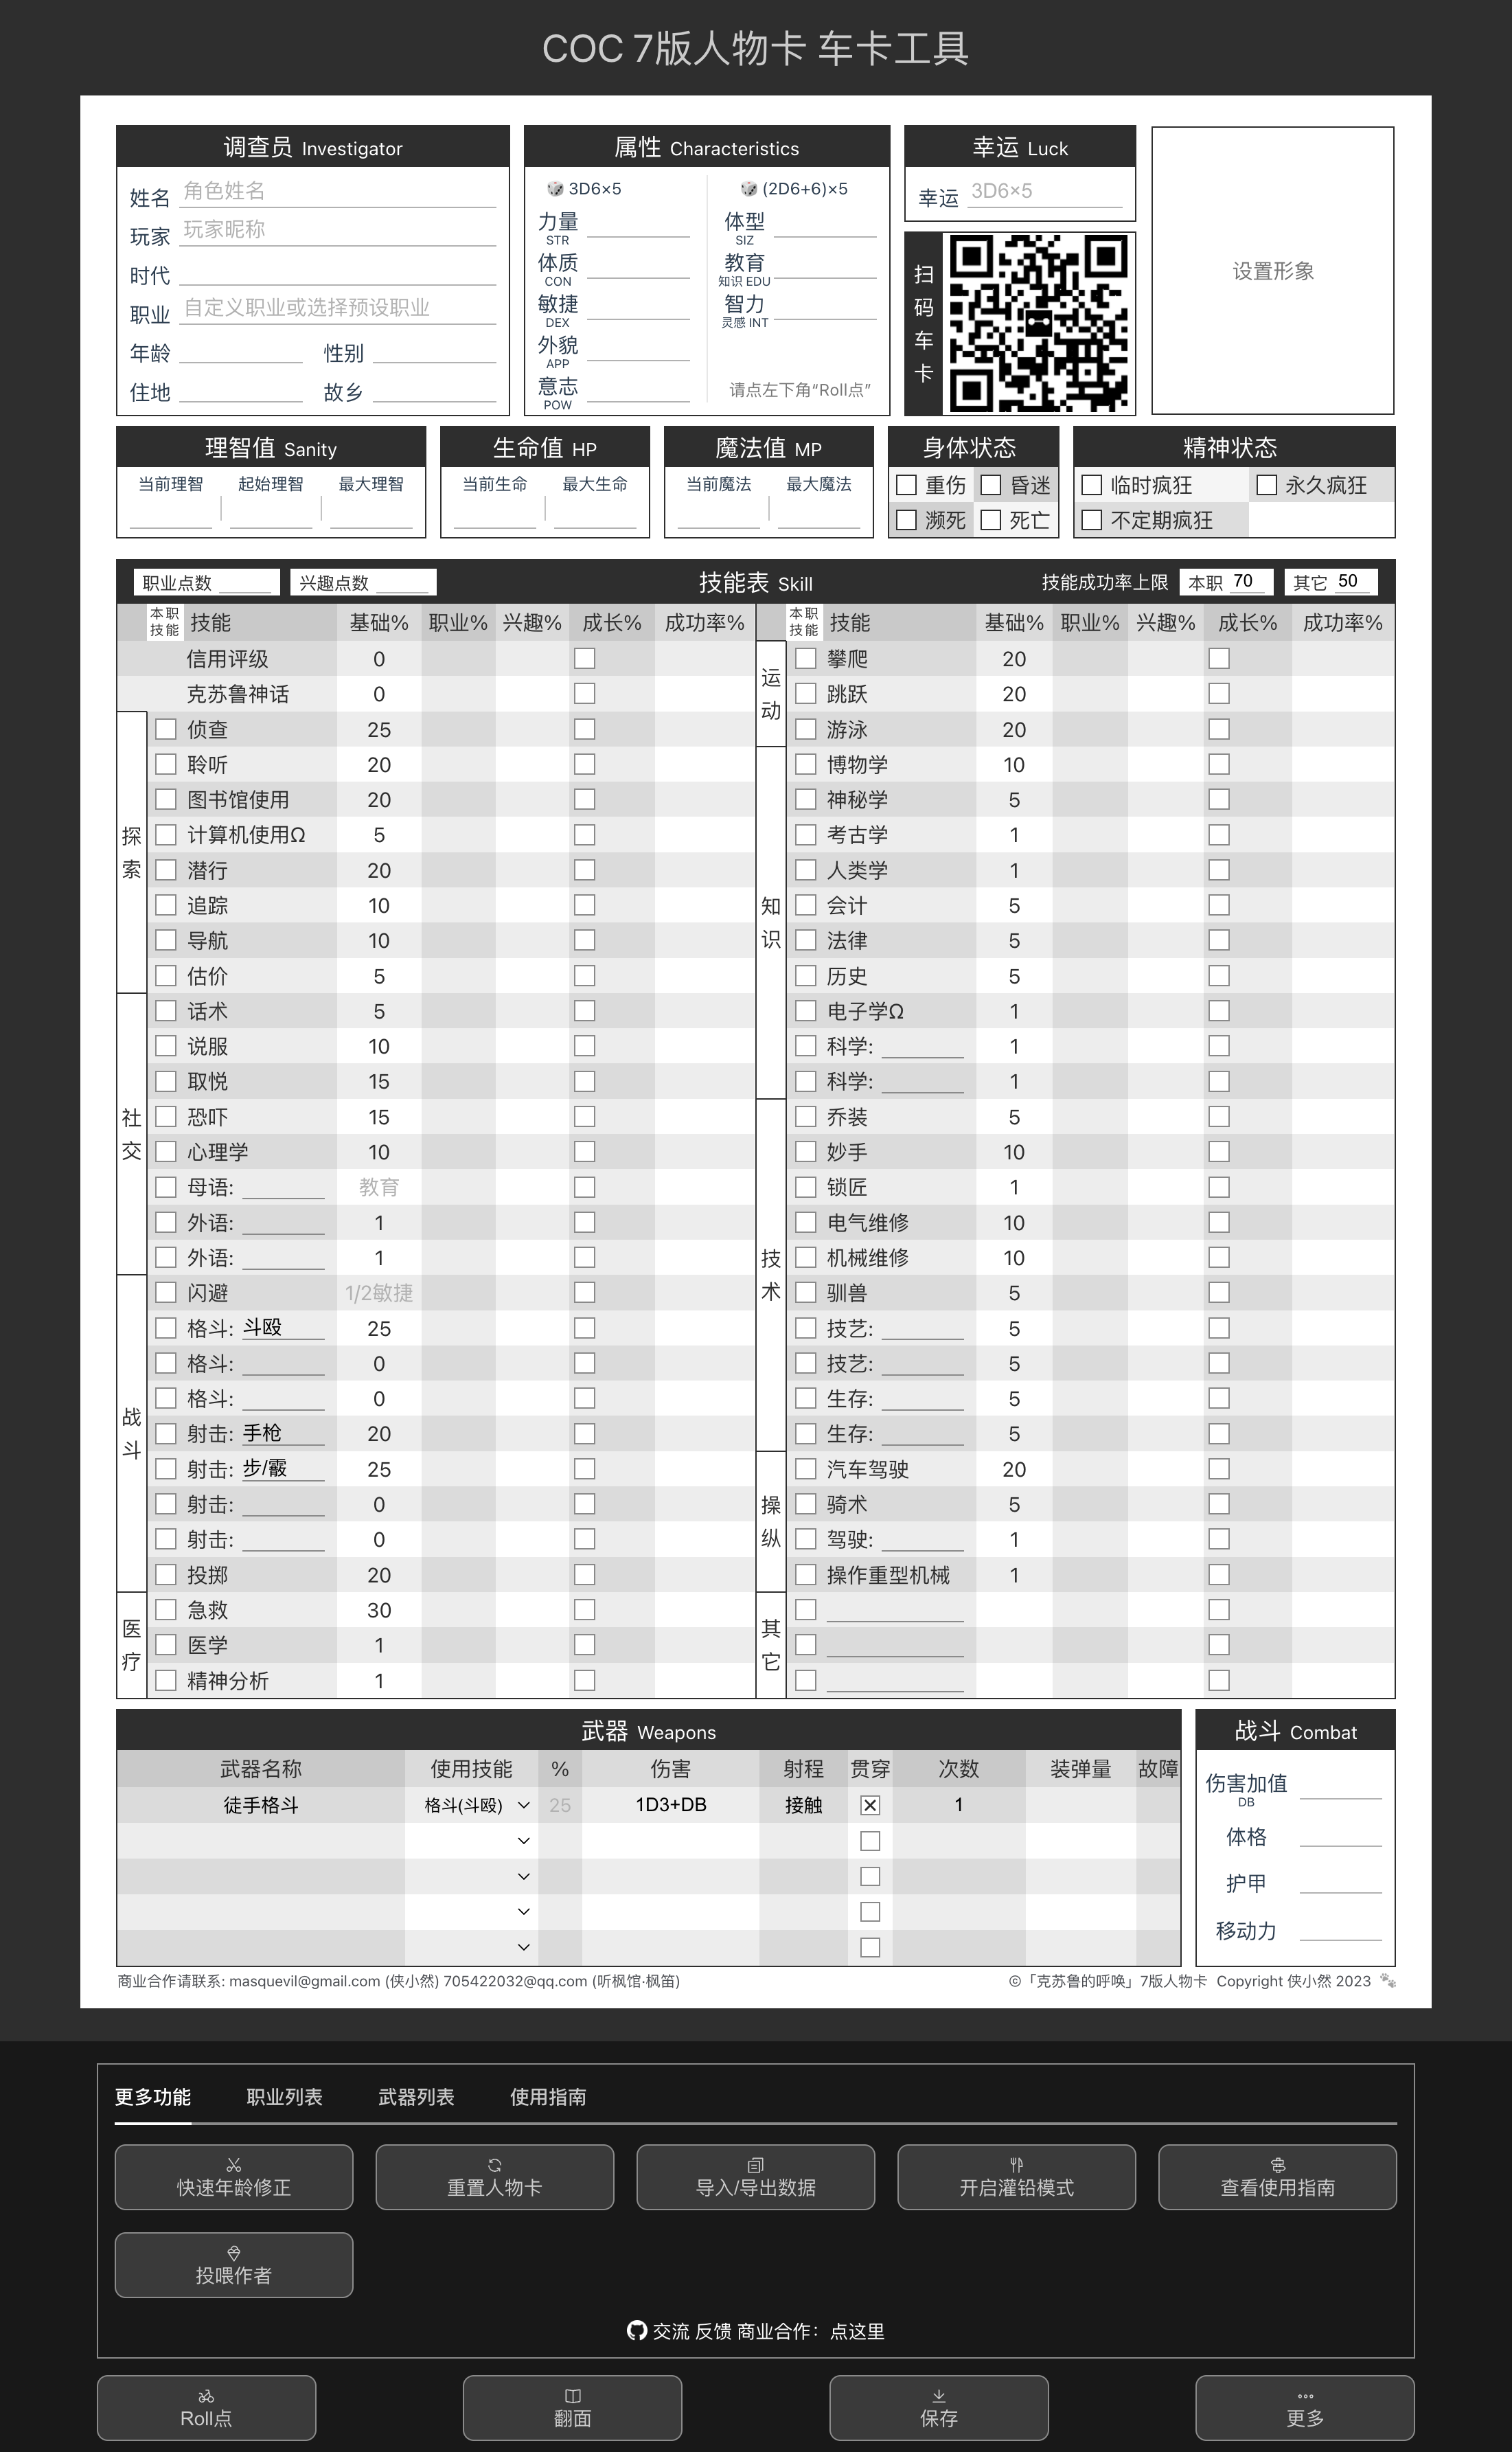 COC 7版人物卡 车卡工具
调查员 Investigator
姓名 角色姓名
玩家 玩家昵称
时代
职业 自定义职业或选择预设职业
年龄 性别
住地 故乡
属性 Characteristics
🎲 3D6×5 🎲 (2D6+6)×5
力量 STR 体型 SIZ
体质 CON 教育 知识 EDU
敏捷 DEX 智力 灵感 INT
外貌 APP
意志 POW 请点左下角“Roll点”
幸运 Luck
幸运 3D6×5
扫码车卡
设置形象
理智值 Sanity
当前理智 起始理智 最大理智
生命值 HP
当前生命 最大生命
魔法值 MP
当前魔法 最大魔法
身体状态
重伤 昏迷
濒死 死亡
精神状态
临时疯狂 永久疯狂
不定期疯狂
职业点数 兴趣点数 技能表 Skill 技能成功率上限 本职 70 其它 50
本职技能 技能 基础% 职业% 兴趣% 成长% 成功率%
信用评级 0
克苏鲁神话 0
探索
侦查 25
聆听 20
图书馆使用 20
计算机使用Ω 5
潜行 20
追踪 10
导航 10
估价 5
社交
话术 5
说服 10
取悦 15
恐吓 15
心理学 10
母语: 教育
外语: 1
外语: 1
战斗
闪避 1/2敏捷
格斗: 斗殴 25
格斗: 0
格斗: 0
射击: 手枪 20
射击: 步/霰 25
射击: 0
射击: 0
投掷 20
医疗
急救 30
医学 1
精神分析 1
本职技能 技能 基础% 职业% 兴趣% 成长% 成功率%
运动
攀爬 20
跳跃 20
游泳 20
知识
博物学 10
神秘学 5
考古学 1
人类学 1
会计 5
法律 5
历史 5
电子学Ω 1
科学: 1
科学: 1
技术
乔装 5
妙手 10
锁匠 1
电气维修 10
机械维修 10
驯兽 5
技艺: 5
技艺: 5
生存: 5
生存: 5
操纵
汽车驾驶 20
骑术 5
驾驶: 1
操作重型机械 1
其它
武器 Weapons
武器名称 使用技能 % 伤害 射程 贯穿 次数 装弹量 故障
徒手格斗 格斗(斗殴) 25 1D3+DB 接触 1
战斗 Combat
伤害加值 DB
体格
护甲
移动力
商业合作请联系: masquevil@gmail.com (侠小然) 705422032@qq.com (听枫馆·枫笛)
©「克苏鲁的呼唤」7版人物卡 Copyright 侠小然 2023 🐾
更多功能 职业列表 武器列表 使用指南
快速年龄修正 重置人物卡 导入/导出数据 开启灌铅模式 查看使用指南
投喂作者
交流 反馈 商业合作：点这里
Roll点 翻面 保存 更多